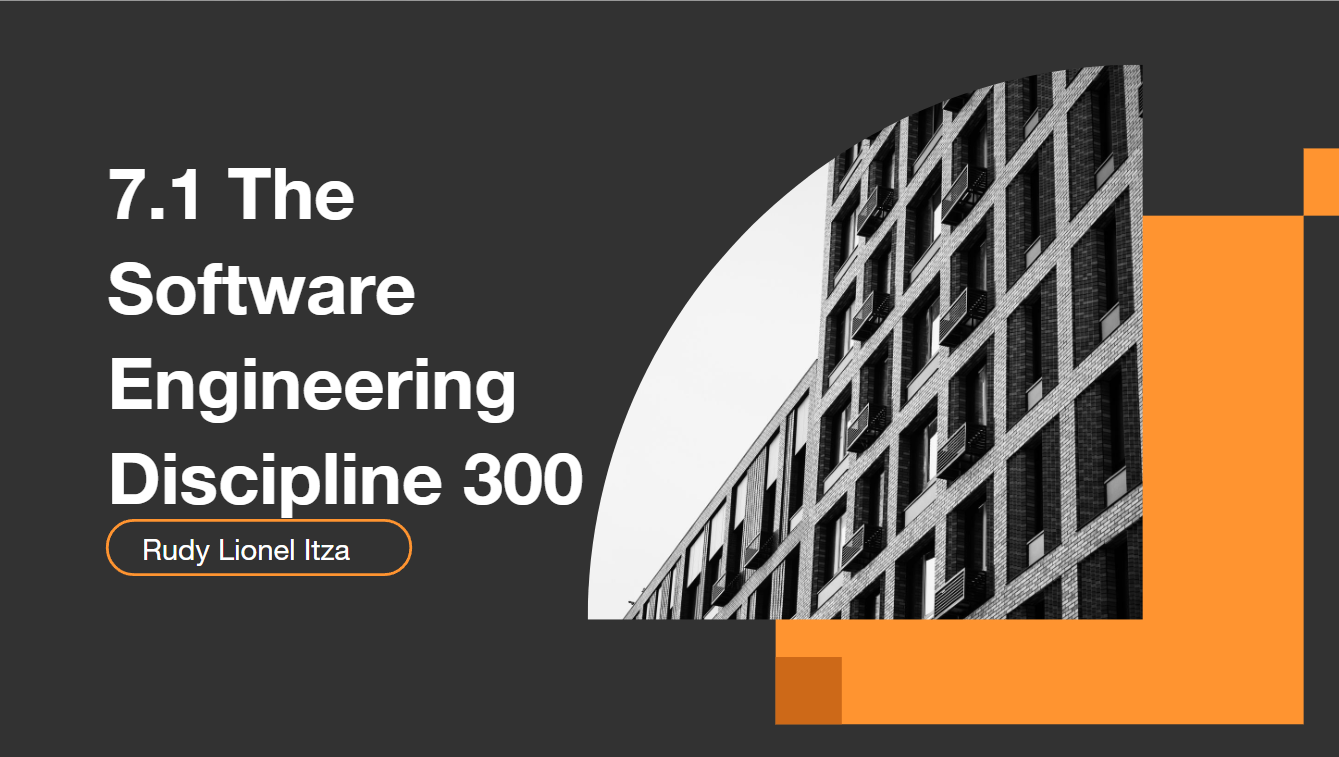 7.1 The
Software
Engineering
Discipline 300
Rudy Lionel Itza